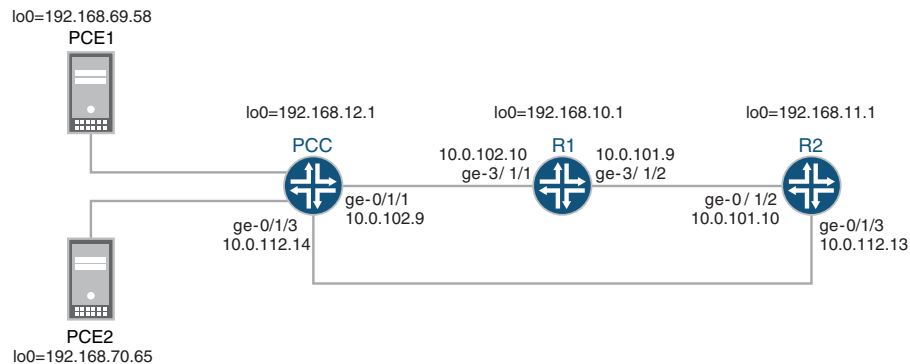 lo0=192.168.69.58
PCE1
lo0=192.168.12.1
PCC
lo0=192.168.10.1
R1
lo0=192.168.11.1
R2
10.0.102.10
ge-3/ 1/1
10.0.101.9
ge-3/ 1/2
ge-0/1/1
10.0.102.9
ge-0/ 1/2
10.0.101.10
ge-0/1/3
10.0.112.14
ge-0/1/3
10.0.112.13
PCE2
lo0=192.168.70.65